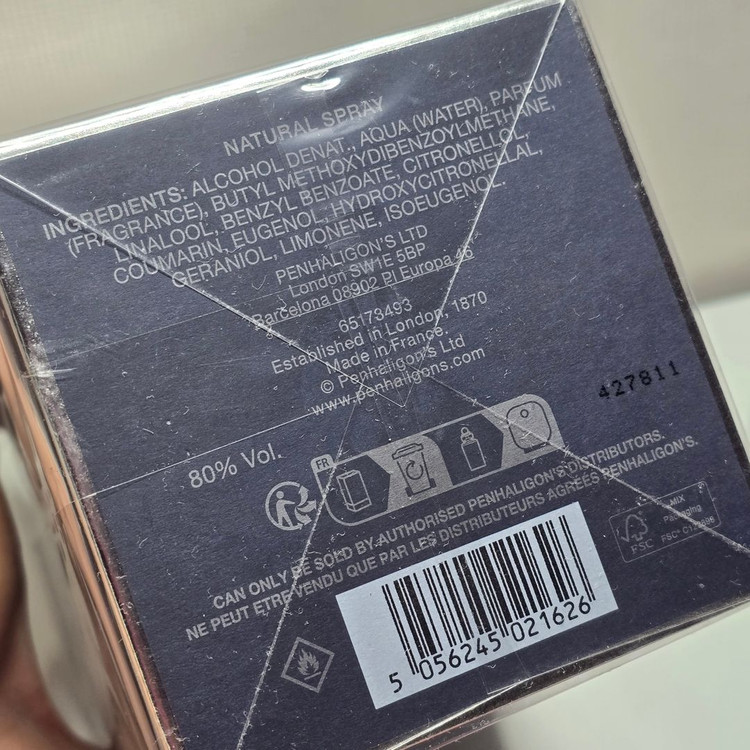 NATURAL SPRAY
INGREDIENTS: ALCOHOL DENAT., AQUA (WATER), PARFUM
(FRAGRANCE), BUTYL METHOXYDIBENZOYLMETHANE,
LINALOOL, BENZYL BENZOATE, CITRONELLOL,
COUMARIN, EUGENOL, HYDROXYCITRONELLAL,
GERANIOL, LIMONENE, ISOEUGENOL.
PENHALIGON'S LTD
London SW1E 5BP
Barcelona 08902 Pl Europa 46
65173493
Established in London, 1870
Made in France.
© Penhaligon's Ltd
www.penhaligons.com
427811
80% Vol.
FR
CAN ONLY BE SOLD BY AUTHORISED PENHALIGON'S DISTRIBUTORS.
NE PEUT ETRE VENDU QUE PAR LES DISTRIBUTEURS AGREES PENHALIGON'S.
MIX
Packaging
FSC
FSC®
5 056245 021626